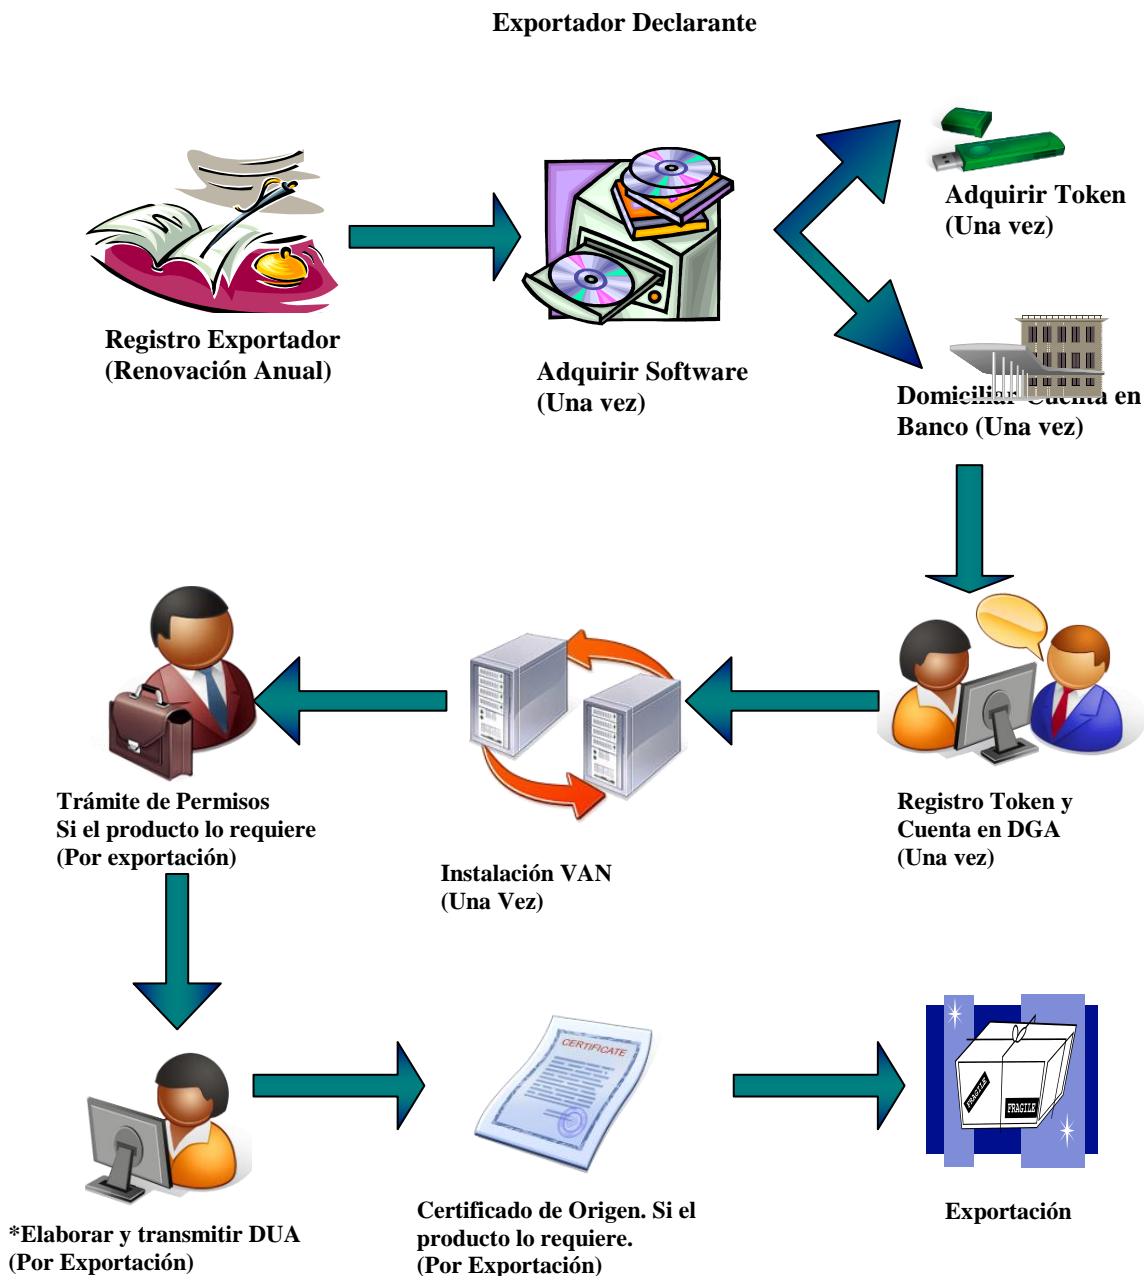 Exportador Declarante
Adquirir Token
(Una vez)
Registro Exportador
(Renovación Anual)
Adquirir Software
(Una vez)
Domiciliar Cuenta en
Banco (Una vez)
Trámite de Permisos
Si el producto lo requiere
(Por exportación)
Instalación VAN
(Una Vez)
Registro Token y
Cuenta en DGA
(Una vez)
CERTIFICATE
FRAGILE
FRAGILE
*Elaborar y transmitir DUA
(Por Exportación)
Certificado de Origen. Si el
producto lo requiere.
(Por Exportación)
Exportación